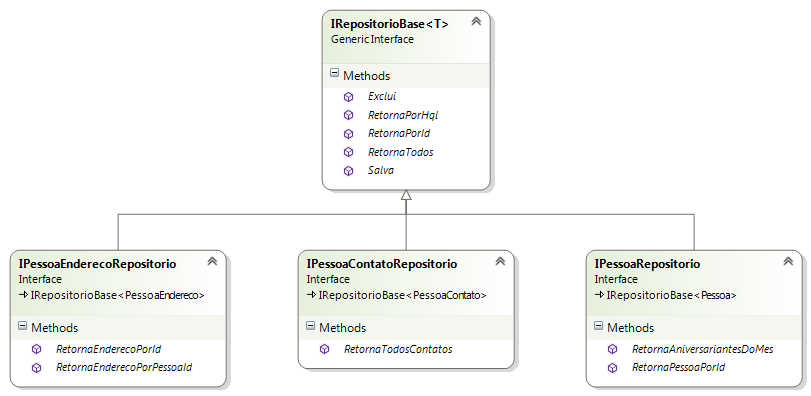 IRepositorioBase<T>
Generic Interface
Methods
Exclui
RetornaPorHql
RetornaPorId
RetornaTodos
Salva
IPessoaEnderecoRepositorio
Interface
IRepositorioBase<PessoaEndereco>
Methods
RetornaEnderecoPorId
RetornaEnderecoPorPessoaId
IPessoaContatoRepositorio
Interface
IRepositorioBase<PessoaContato>
Methods
RetornaTodosContatos
IPessoaRepositorio
Interface
IRepositorioBase<Pessoa>
Methods
RetornaAniversariantesDoMes
RetornaPessoaPorId